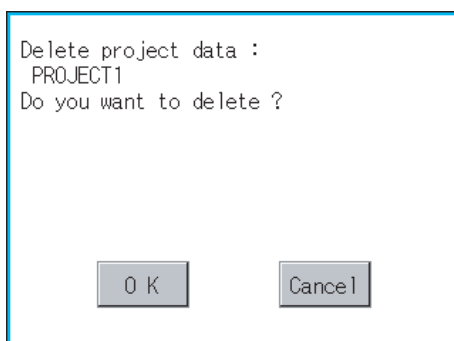 Delete project data :
PROJECT1
Do you want to delete ?
O K
Cancel